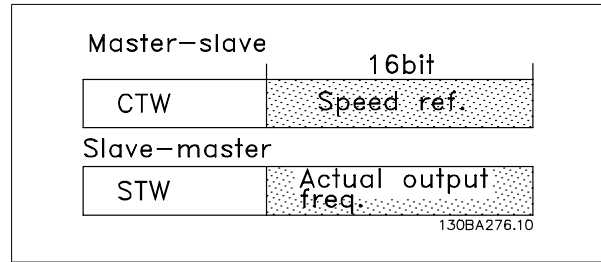 Master-slave
16bit
CTW
Speed ref.
Slave-master
STW
Actual output
freq.
130BA276.10